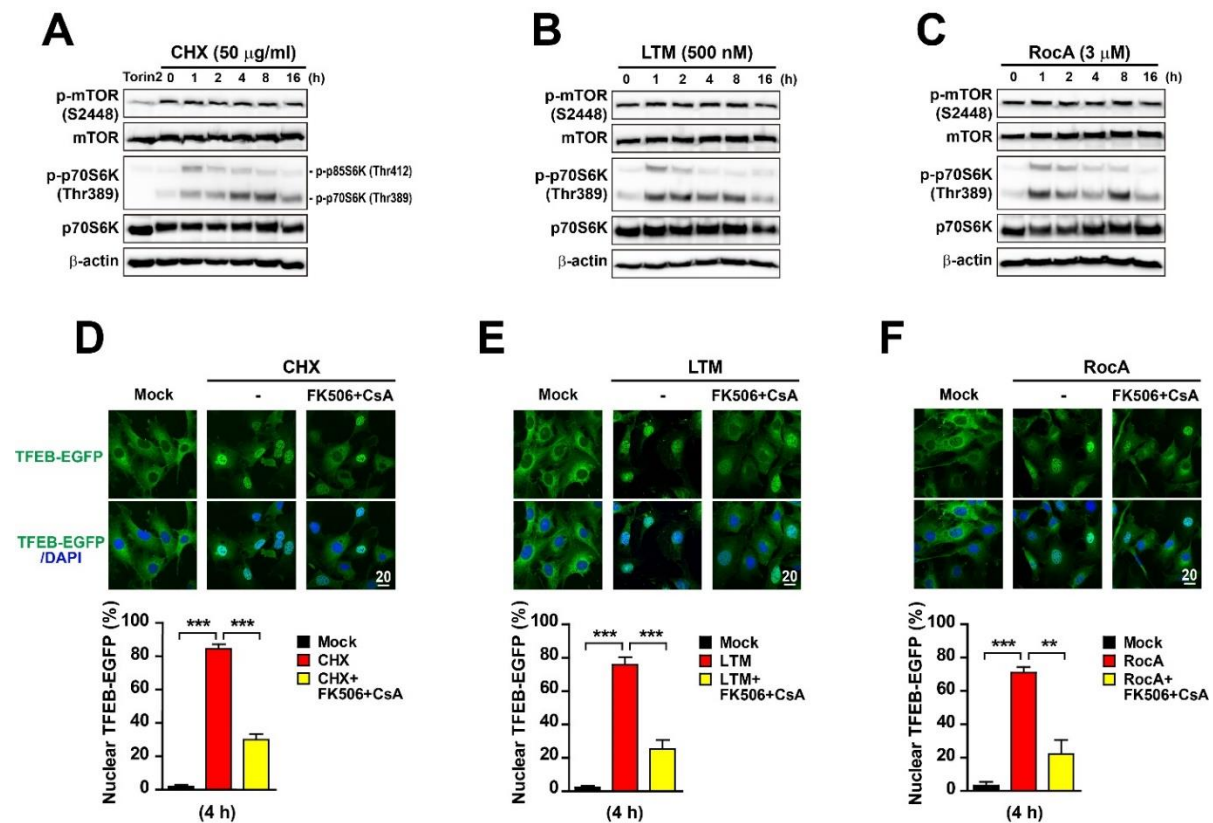 A
CHX (50 μg/ml)
Torin2 0 1 2 4 8 16 (h)
p-mTOR
(S2448)
mTOR
p-p70S6K
(Thr389)
- p-p85S6K (Thr412)
- p-p70S6K (Thr389)
p70S6K
β-actin
B
LTM (500 nM)
0 1 2 4 8 16 (h)
p-mTOR
(S2448)
mTOR
p-p70S6K
(Thr389)
p70S6K
β-actin
C
RocA (3 μM)
0 1 2 4 8 16 (h)
p-mTOR
(S2448)
mTOR
p-p70S6K
(Thr389)
p70S6K
β-actin
D
CHX
Mock - FK506+CsA
TFEB-EGFP
TFEB-EGFP
/DAPI
20
Nuclear TFEB-EGFP (%)
100
80
60
40
20
0
*** ***
Mock
CHX
CHX+
FK506+CsA
(4 h)
E
LTM
Mock - FK506+CsA
20
Nuclear TFEB-EGFP (%)
100
80
60
40
20
0
*** ***
Mock
LTM
LTM+
FK506+CsA
(4 h)
F
RocA
Mock - FK506+CsA
20
Nuclear TFEB-EGFP (%)
100
80
60
40
20
0
*** **
Mock
RocA
RocA+
FK506+CsA
(4 h)